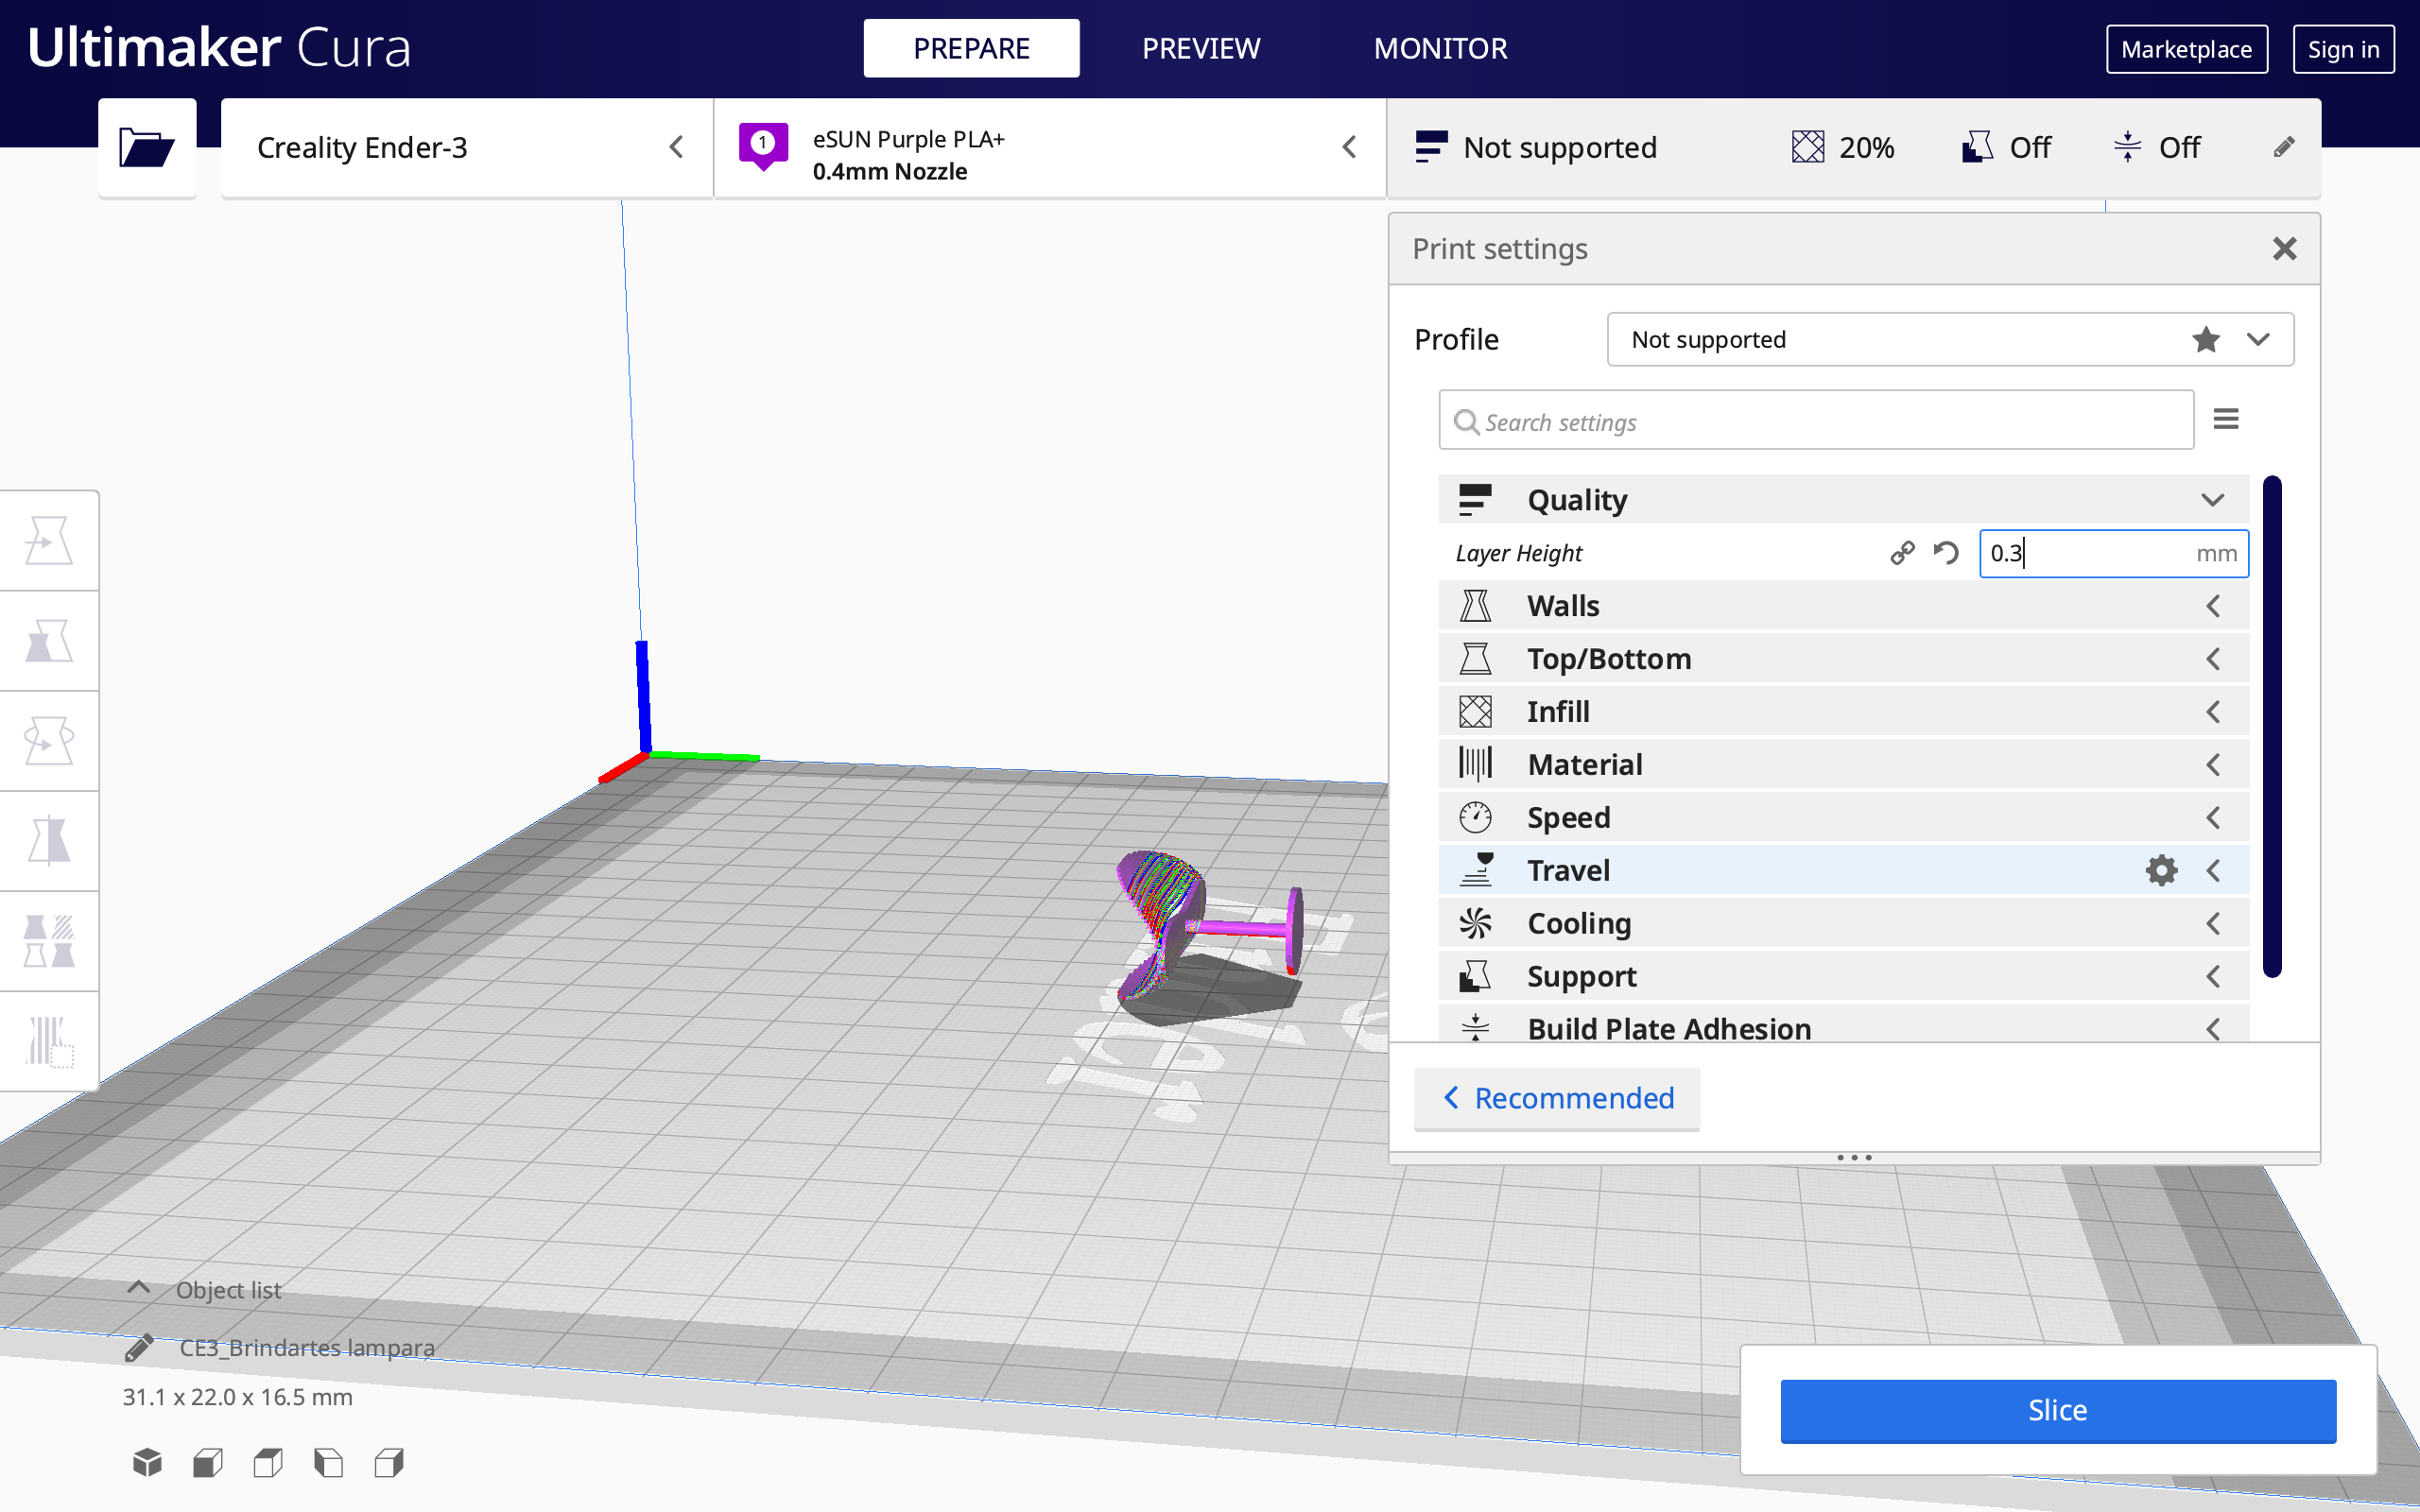 Ultimaker Cura
PREPARE
PREVIEW
MONITOR
Marketplace
Sign in
Creality Ender-3
1
eSUN Purple PLA+
0.4mm Nozzle
Not supported
20%
Off
Off
Print settings
Profile
Not supported
Search settings
Quality
Layer Height
0.3
mm
Walls
Top/Bottom
Infill
Material
Speed
Travel
Cooling
Support
Build Plate Adhesion
Recommended
Object list
CE3_Brindartes lampara
31.1 x 22.0 x 16.5 mm
Slice